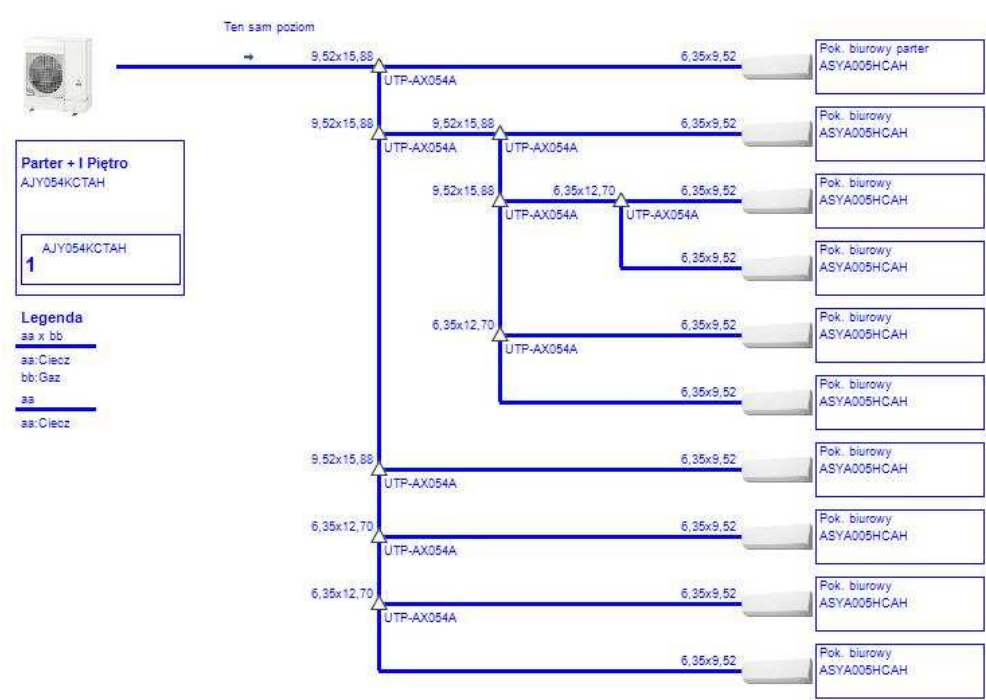 Ten sam poziom
9,52x15,88
6,35x9,52
Pok. biurowy parter
ASYA005HCAH
UTP-AX054A
9,52x15,88
9,52x15,88
6,35x9,52
Pok. biurowy
ASYA005HCAH
UTP-AX054A
UTP-AX054A
Parter + I Piętro
AJY054KCTAH
9,52x15,88
6,35x12,70
6,35x9,52
Pok. biurowy
ASYA005HCAH
UTP-AX054A
UTP-AX054A
AJY054KCTAH
1
6,35x9,52
Pok. biurowy
ASYA005HCAH
Legenda
aa x bb
aa:Ciecz
bb:Gaz
aa
aa:Ciecz
6,35x12,70
6,35x9,52
Pok. biurowy
ASYA005HCAH
UTP-AX054A
6,35x9,52
Pok. biurowy
ASYA005HCAH
9,52x15,88
6,35x9,52
Pok. biurowy
ASYA005HCAH
UTP-AX054A
6,35x12,70
6,35x9,52
Pok. biurowy
ASYA005HCAH
UTP-AX054A
6,35x12,70
6,35x9,52
Pok. biurowy
ASYA005HCAH
UTP-AX054A
6,35x9,52
Pok. biurowy
ASYA005HCAH